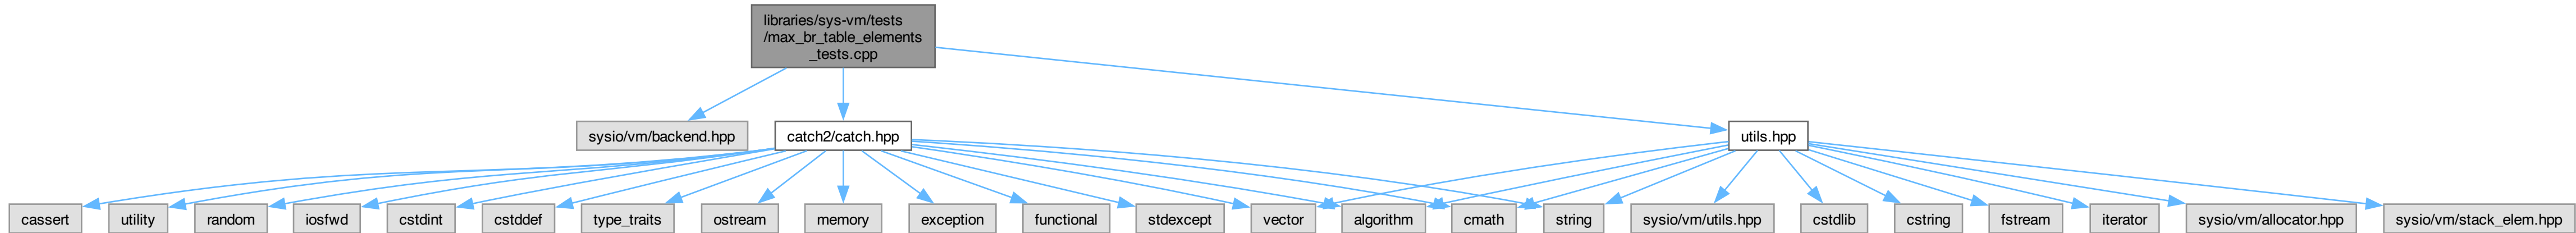 libraries/sys-vm/tests
/max_br_table_elements
_tests.cpp
sysio/vm/backend.hpp
catch2/catch.hpp
utils.hpp
cassert
utility
random
iosfwd
cstdint
cstddef
type_traits
ostream
memory
exception
functional
stdexcept
vector
algorithm
cmath
string
sysio/vm/utils.hpp
cstdlib
cstring
fstream
iterator
sysio/vm/allocator.hpp
sysio/vm/stack_elem.hpp